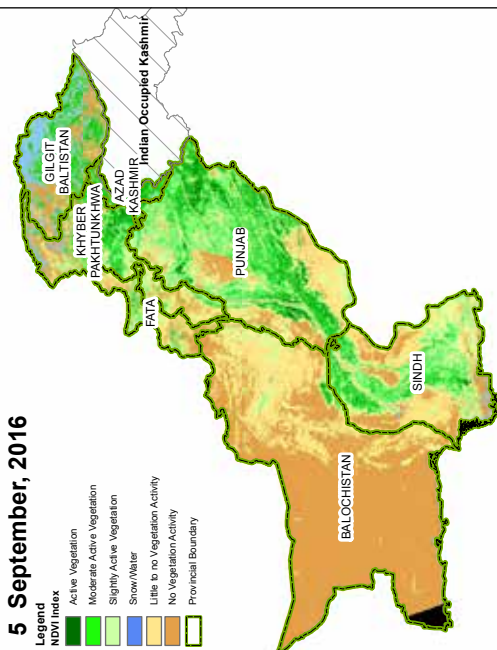 5 September, 2016
Legend
NDVI Index
Active Vegetation
Moderate Active Vegetation
Slightly Active Vegetation
Snow/Water
Little to no Vegetation Activity
No Vegetation Activity
Provincial Boundary
GILGIT
BALTISTAN
KHYBER
PAKHTUNKHWA
AZAD
KASHMIR
Indian Occupied Kashmir
FATA
PUNJAB
BALOCHISTAN
SINDH